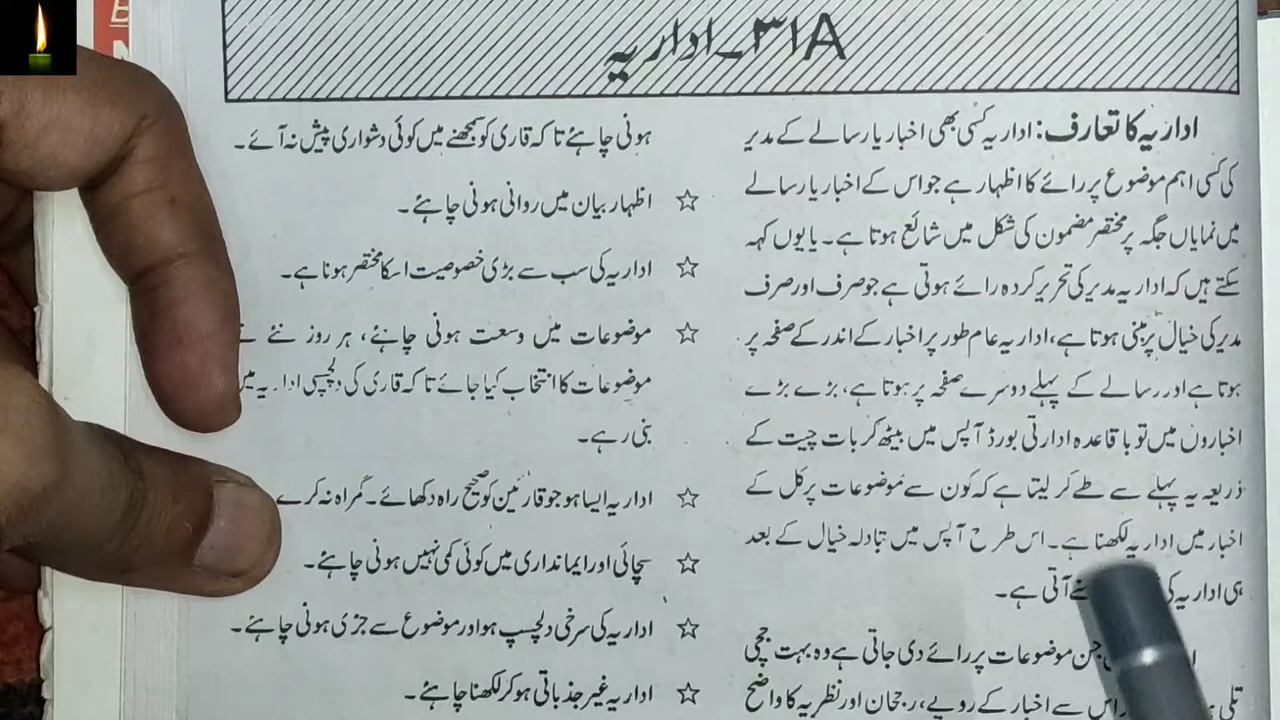 31A۔اداریہ
اداریہ کا تعارف: اداریہ کسی بھی اخبار یا رسالے کے مدیر
کی کسی اہم موضوع پر رائے کا اظہار ہے جو اس کے اخبار یا رسالے
میں نمایاں جگہ پر مختصر مضمون کی شکل میں شائع ہوتا ہے۔ یا یوں کہہ
سکتے ہیں کہ اداریہ مدیر کی تحریر کردہ رائے ہوتی ہے جو صرف اور صرف
مدیر کی خیال پر مبنی ہوتا ہے، اداریہ عام طور پر اخبار کے اندر کے صفحہ پر
ہوتا ہے اور رسالے کے پہلے دوسرے صفحہ پر ہوتا ہے، بڑے بڑے
اخباروں میں تو باقاعدہ ادارتی بورڈ آپس میں بیٹھ کر بات چیت کے
ذریعہ یہ پہلے سے طے کر لیتا ہے کہ کون سے موضوعات پر کل کے
اخبار میں اداریہ لکھنا ہے۔ اس طرح آپس میں تبادلہ خیال کے بعد
ہی اداریہ کی آتی ہے۔
جن موضوعات پر رائے دی جاتی ہے وہ بہت جچی
تلی اس سے اخبار کے رویے، رجحان اور نظریہ کا واضح
ہونی چاہئے تاکہ قاری کو سمجھنے میں کوئی دشواری پیش نہ آئے۔
☆ اظہار بیان میں روانی ہونی چاہئے۔
☆ اداریہ کی سب سے بڑی خصوصیت اسکا مختصر ہونا ہے۔
☆ موضوعات میں وسعت ہونی چاہئے، ہر روز نئے
موضوعات کا انتخاب کیا جائے تاکہ قاری کی دلچسپی اداریہ میں
بنی رہے۔
☆ اداریہ ایسا ہو جو قارئین کو صحیح راہ دکھائے۔ گمراہ نہ کرے
☆ سچائی اور ایمانداری میں کوئی کمی نہیں ہونی چاہئے۔
☆ اداریہ کی سرخی دلچسپ ہو اور موضوع سے جڑی ہونی چاہئے۔
☆ اداریہ غیر جذباتی ہو کر لکھنا چاہئے۔